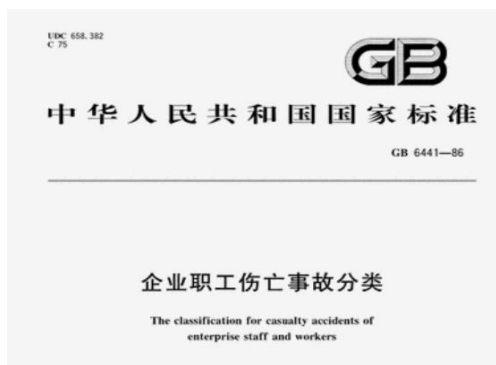 UDC 658.382
C 75
GB
中华人民共和国国家标准
GB 6441—86
企业职工伤亡事故分类
The classification for casualty accidents of
enterprise staff and workers